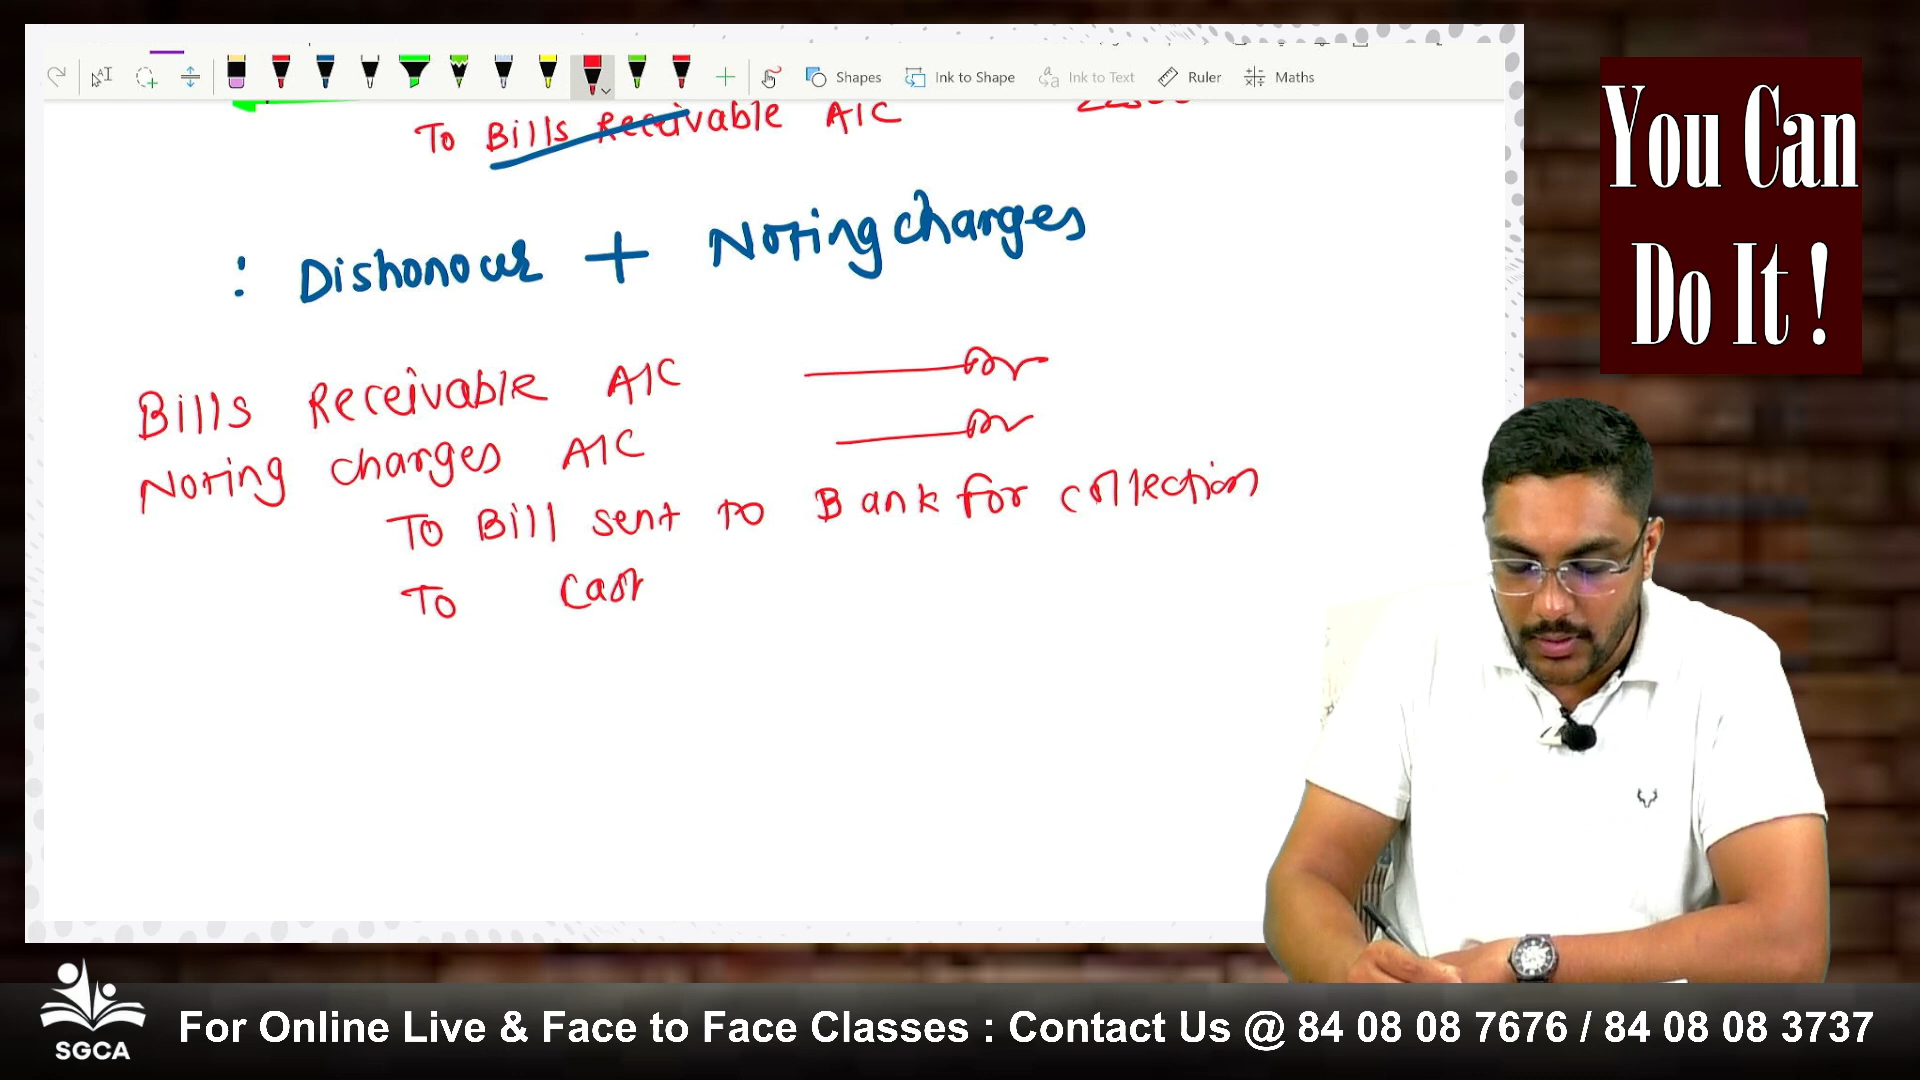 Shapes Ink to Shape Ink to Text Ruler Maths
To Bills Receivable A/C
: Dishonour + Noting charges
Bills Receivable A/C Dr
Noting charges A/C Dr
To Bill sent to Bank for collection
To Cash
You Can
Do It !
SGCA
For Online Live & Face to Face Classes : Contact Us @ 84 08 08 7676 / 84 08 08 3737